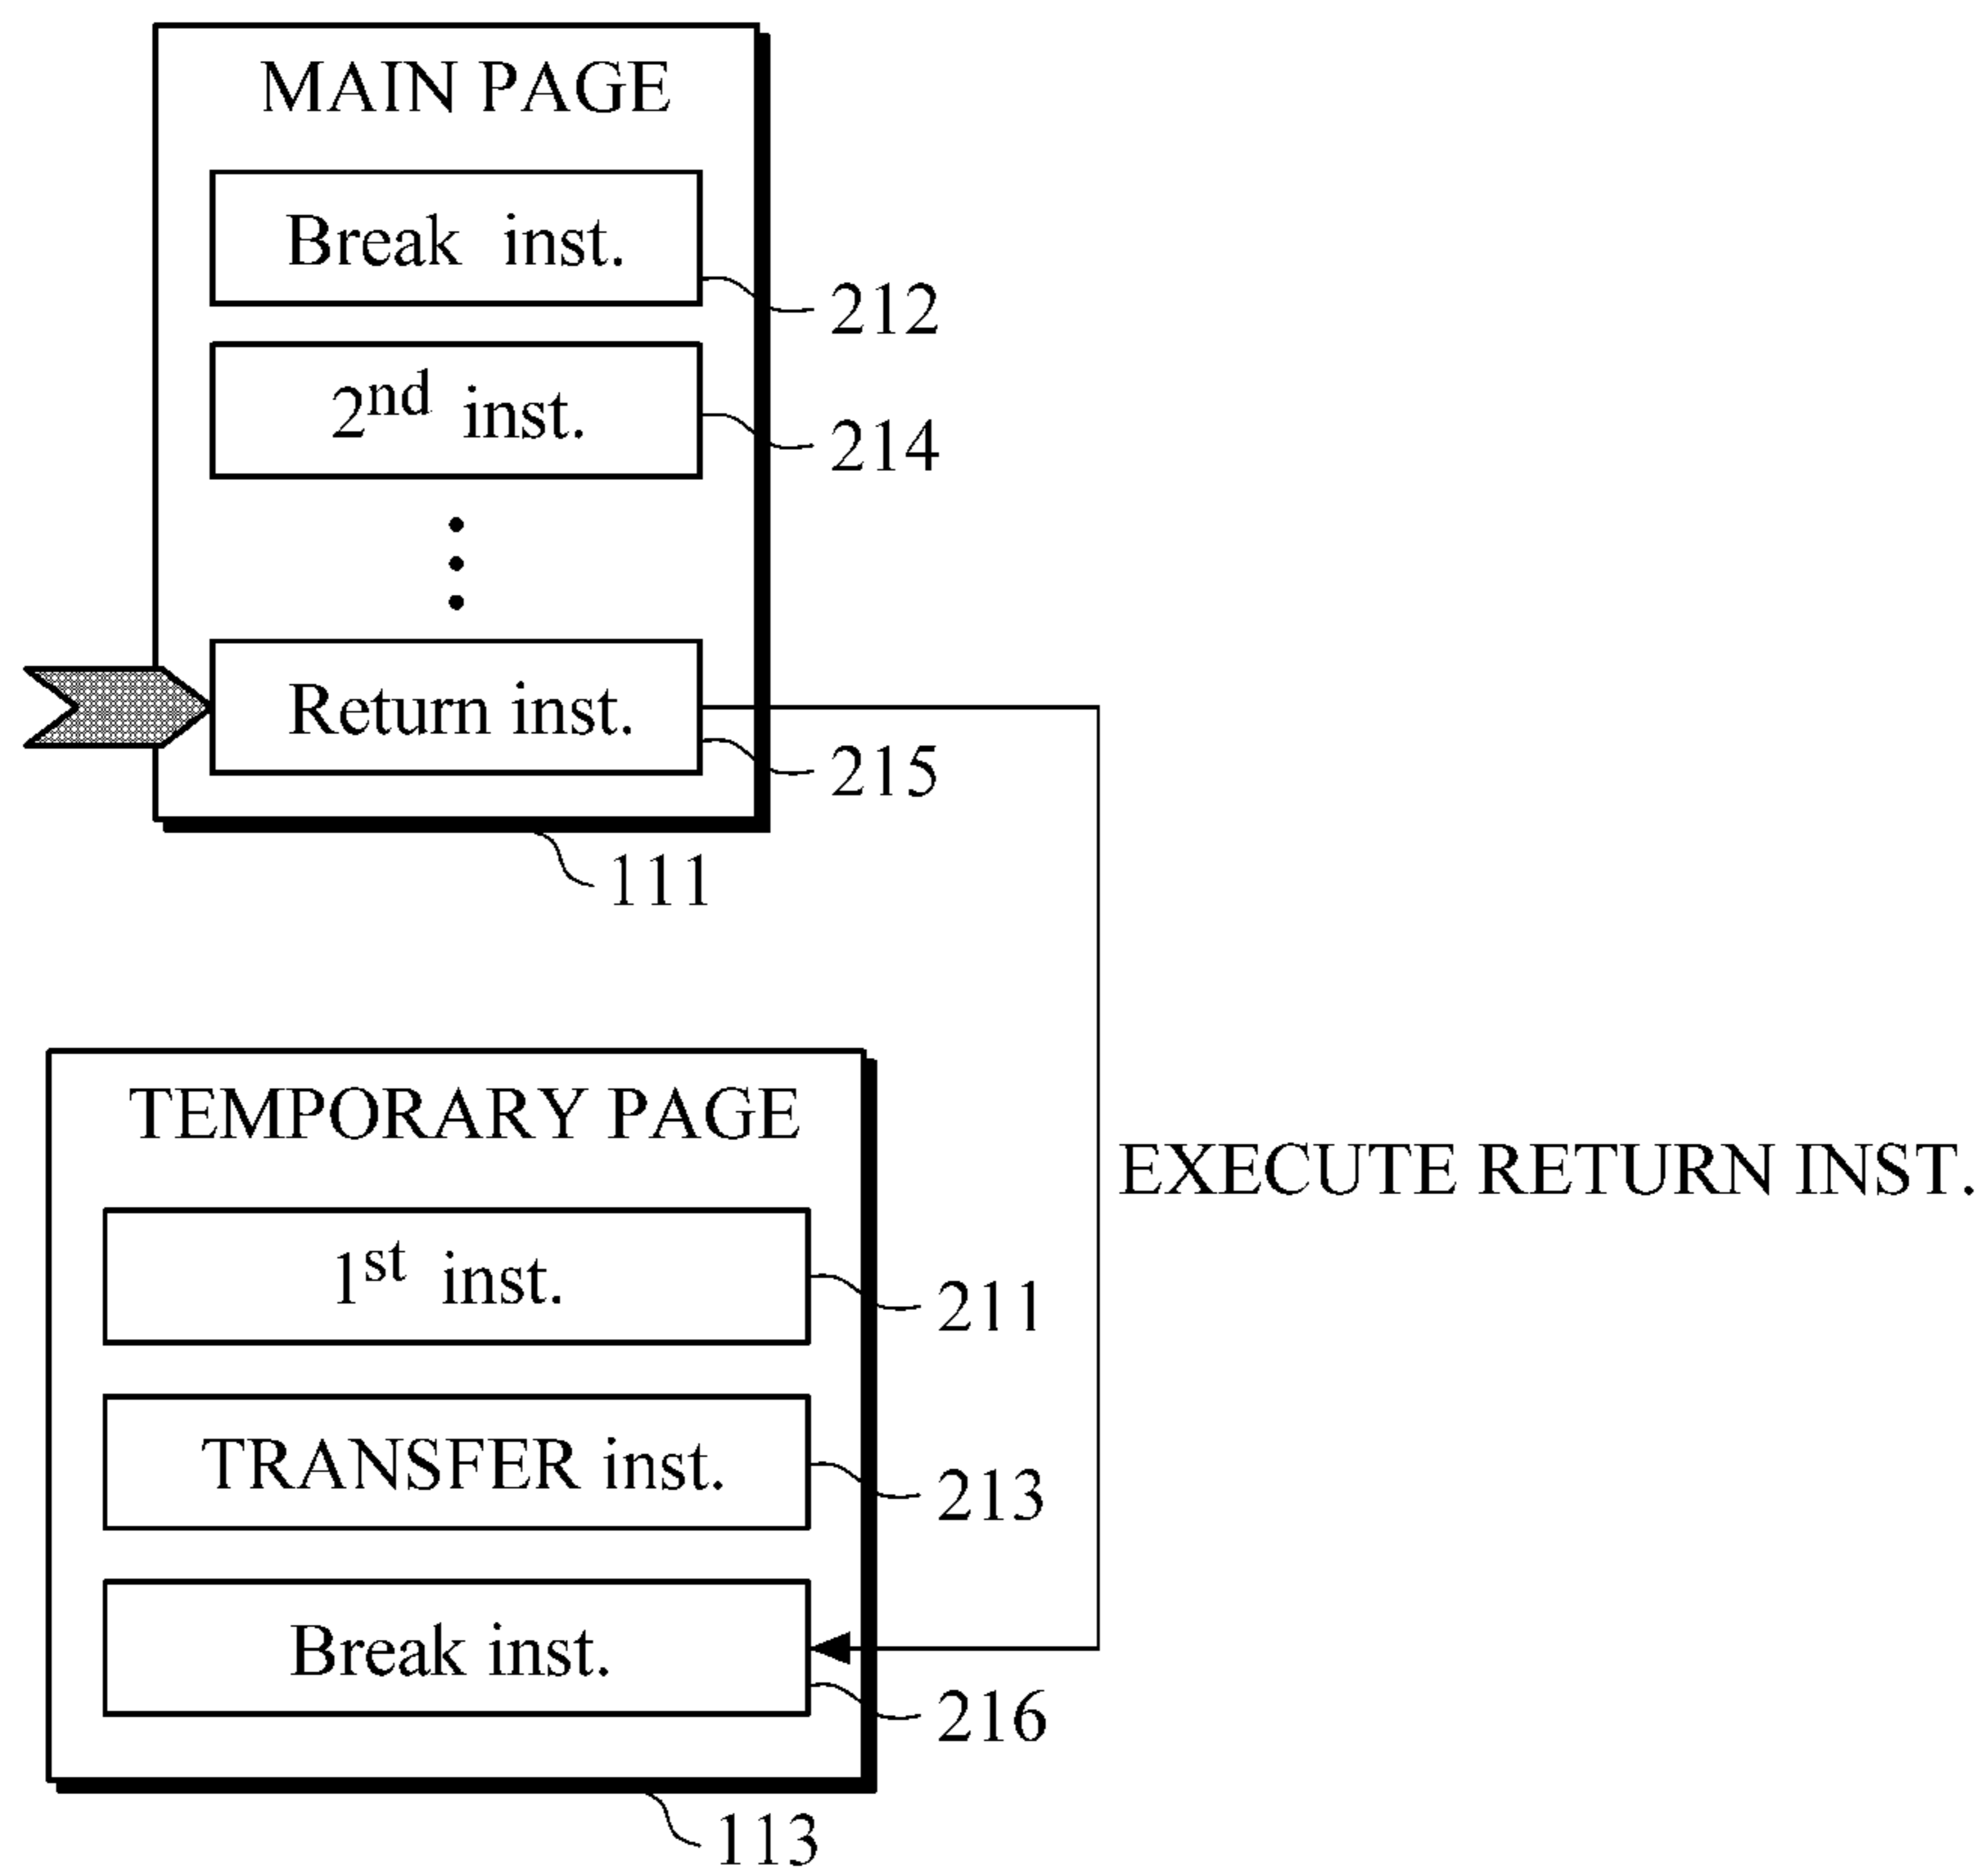 MAIN PAGE
Break inst.
212
2nd inst.
214
Return inst.
215
111
TEMPORARY PAGE
EXECUTE RETURN INST.
1st inst.
211
TRANSFER inst.
213
Break inst.
216
113